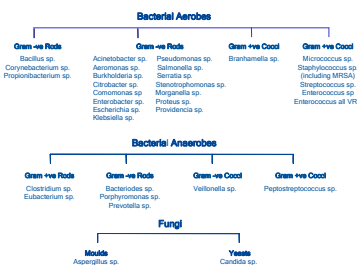 Bacterial Aerobes
Gram -ve Rods
Bacillus sp.
Corynebacterium sp.
Propionibacterium sp.
Gram -ve Rods
Acinetobacter sp. Pseudomonas sp.
Aeromonas sp. Salmonella sp.
Burkholderia sp. Serratia sp.
Citrobacter sp. Stenotrophomonas sp.
Comomonas sp Morganella sp.
Enterobacter sp. Proteus sp.
Escherichia sp. Providencia sp.
Klebsiella sp.
Gram +ve Cocci
Branhamella sp.
Gram +ve Cocci
Micrococcus sp.
Staphylococcus sp.
(including MRSA)
Streptococcus sp.
Enterococcus sp
Enterococcus all VR
Bacterial Anaerobes
Gram +ve Rods
Clostridium sp.
Eubacterium sp.
Gram -ve Rods
Bacteriodes sp.
Porphyromonas sp.
Prevotella sp.
Gram -ve Cocci
Veillonella sp.
Gram +ve Cocci
Peptostreptococcus sp.
Fungi
Moulds
Aspergillus sp.
Yeasts
Candida sp.